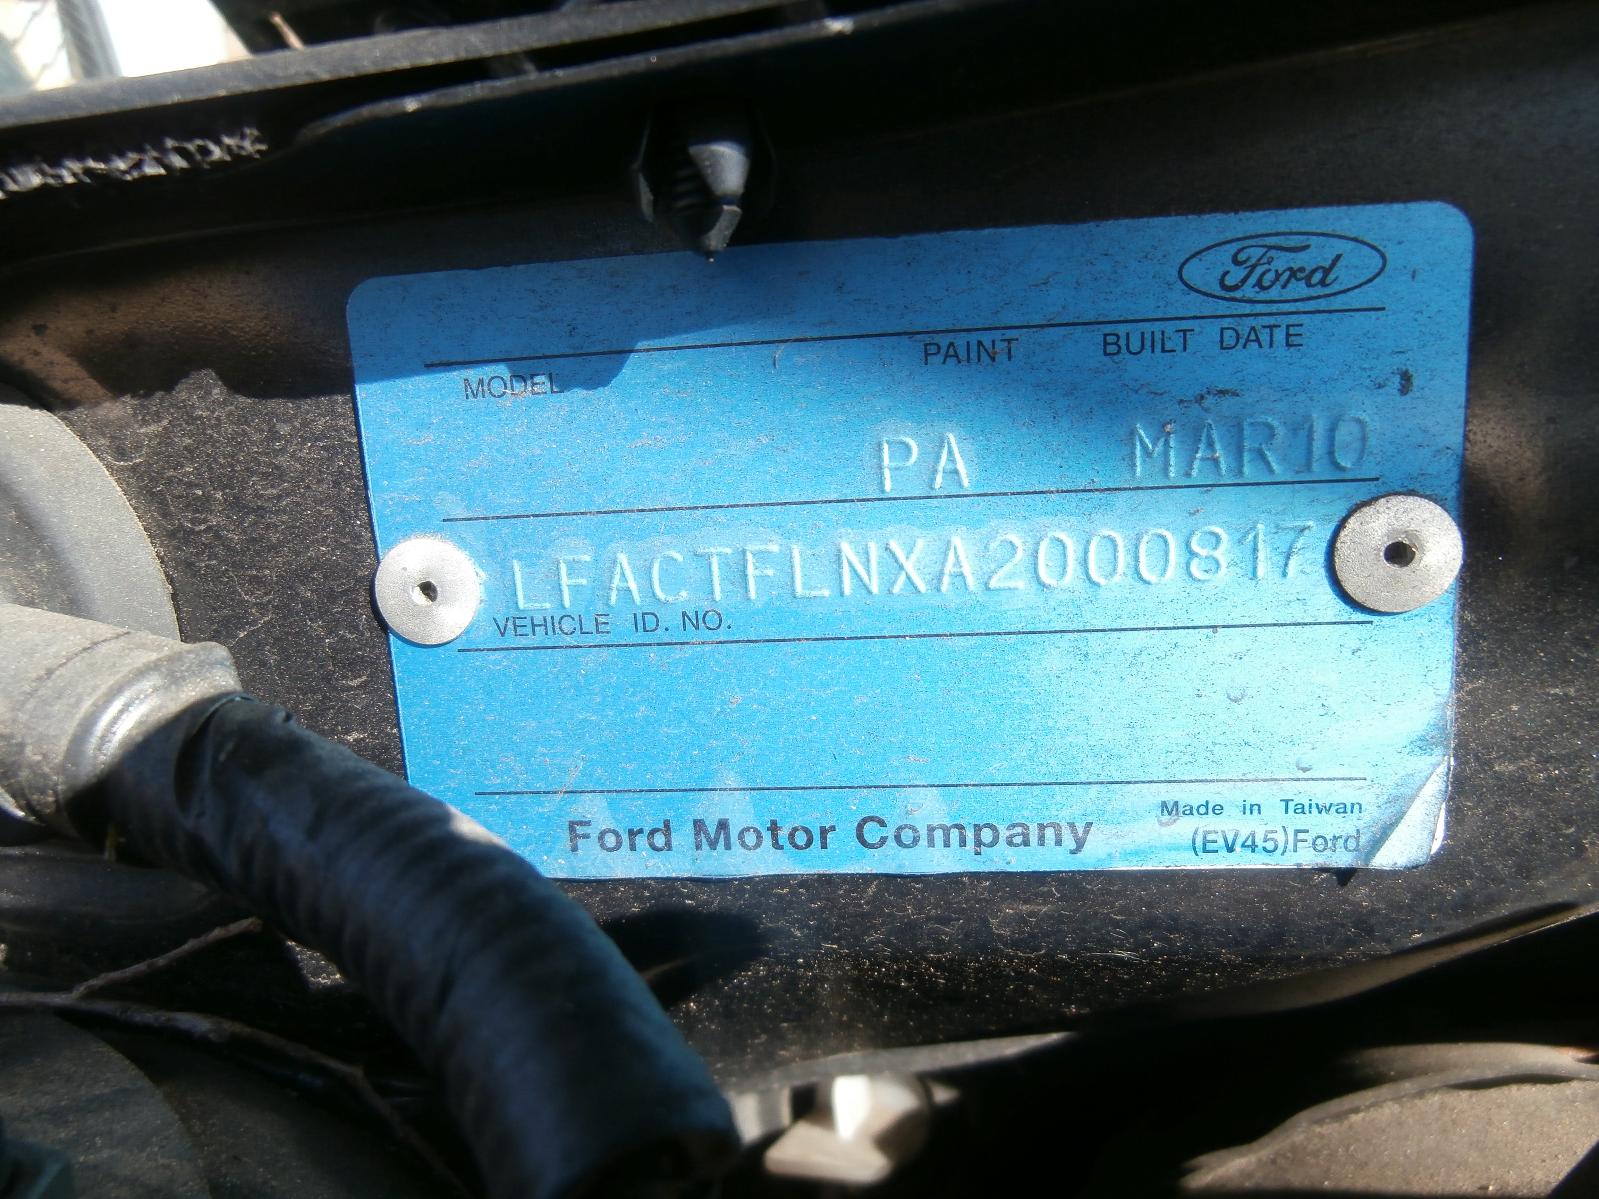 Ford
MODEL PAINT BUILT DATE
PA MAR10
LFACTFLNXA2000817
VEHICLE ID. NO.
Ford Motor Company
Made in Taiwan
(EV45)Ford